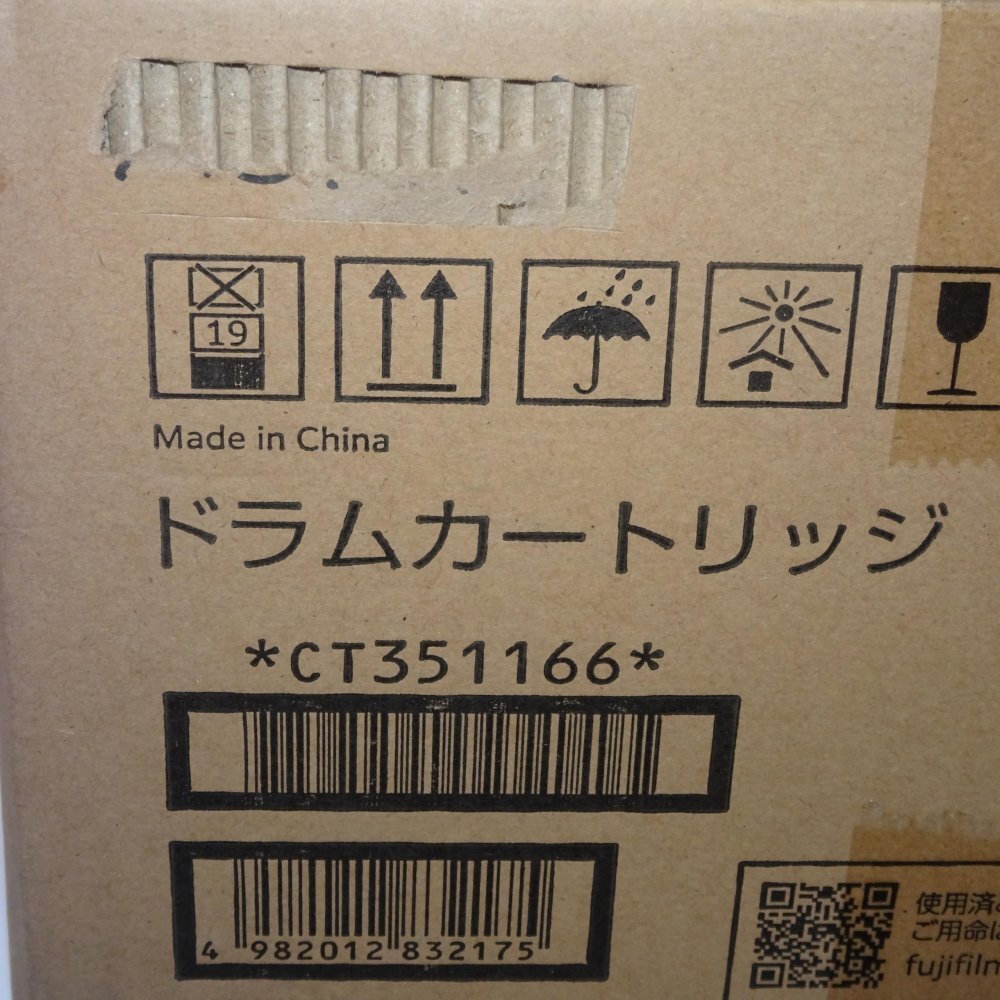 19
Made in China
ドラムカートリッジ
*CT351166*
4 982012 832175
使用済
ご用命は
fujifilm